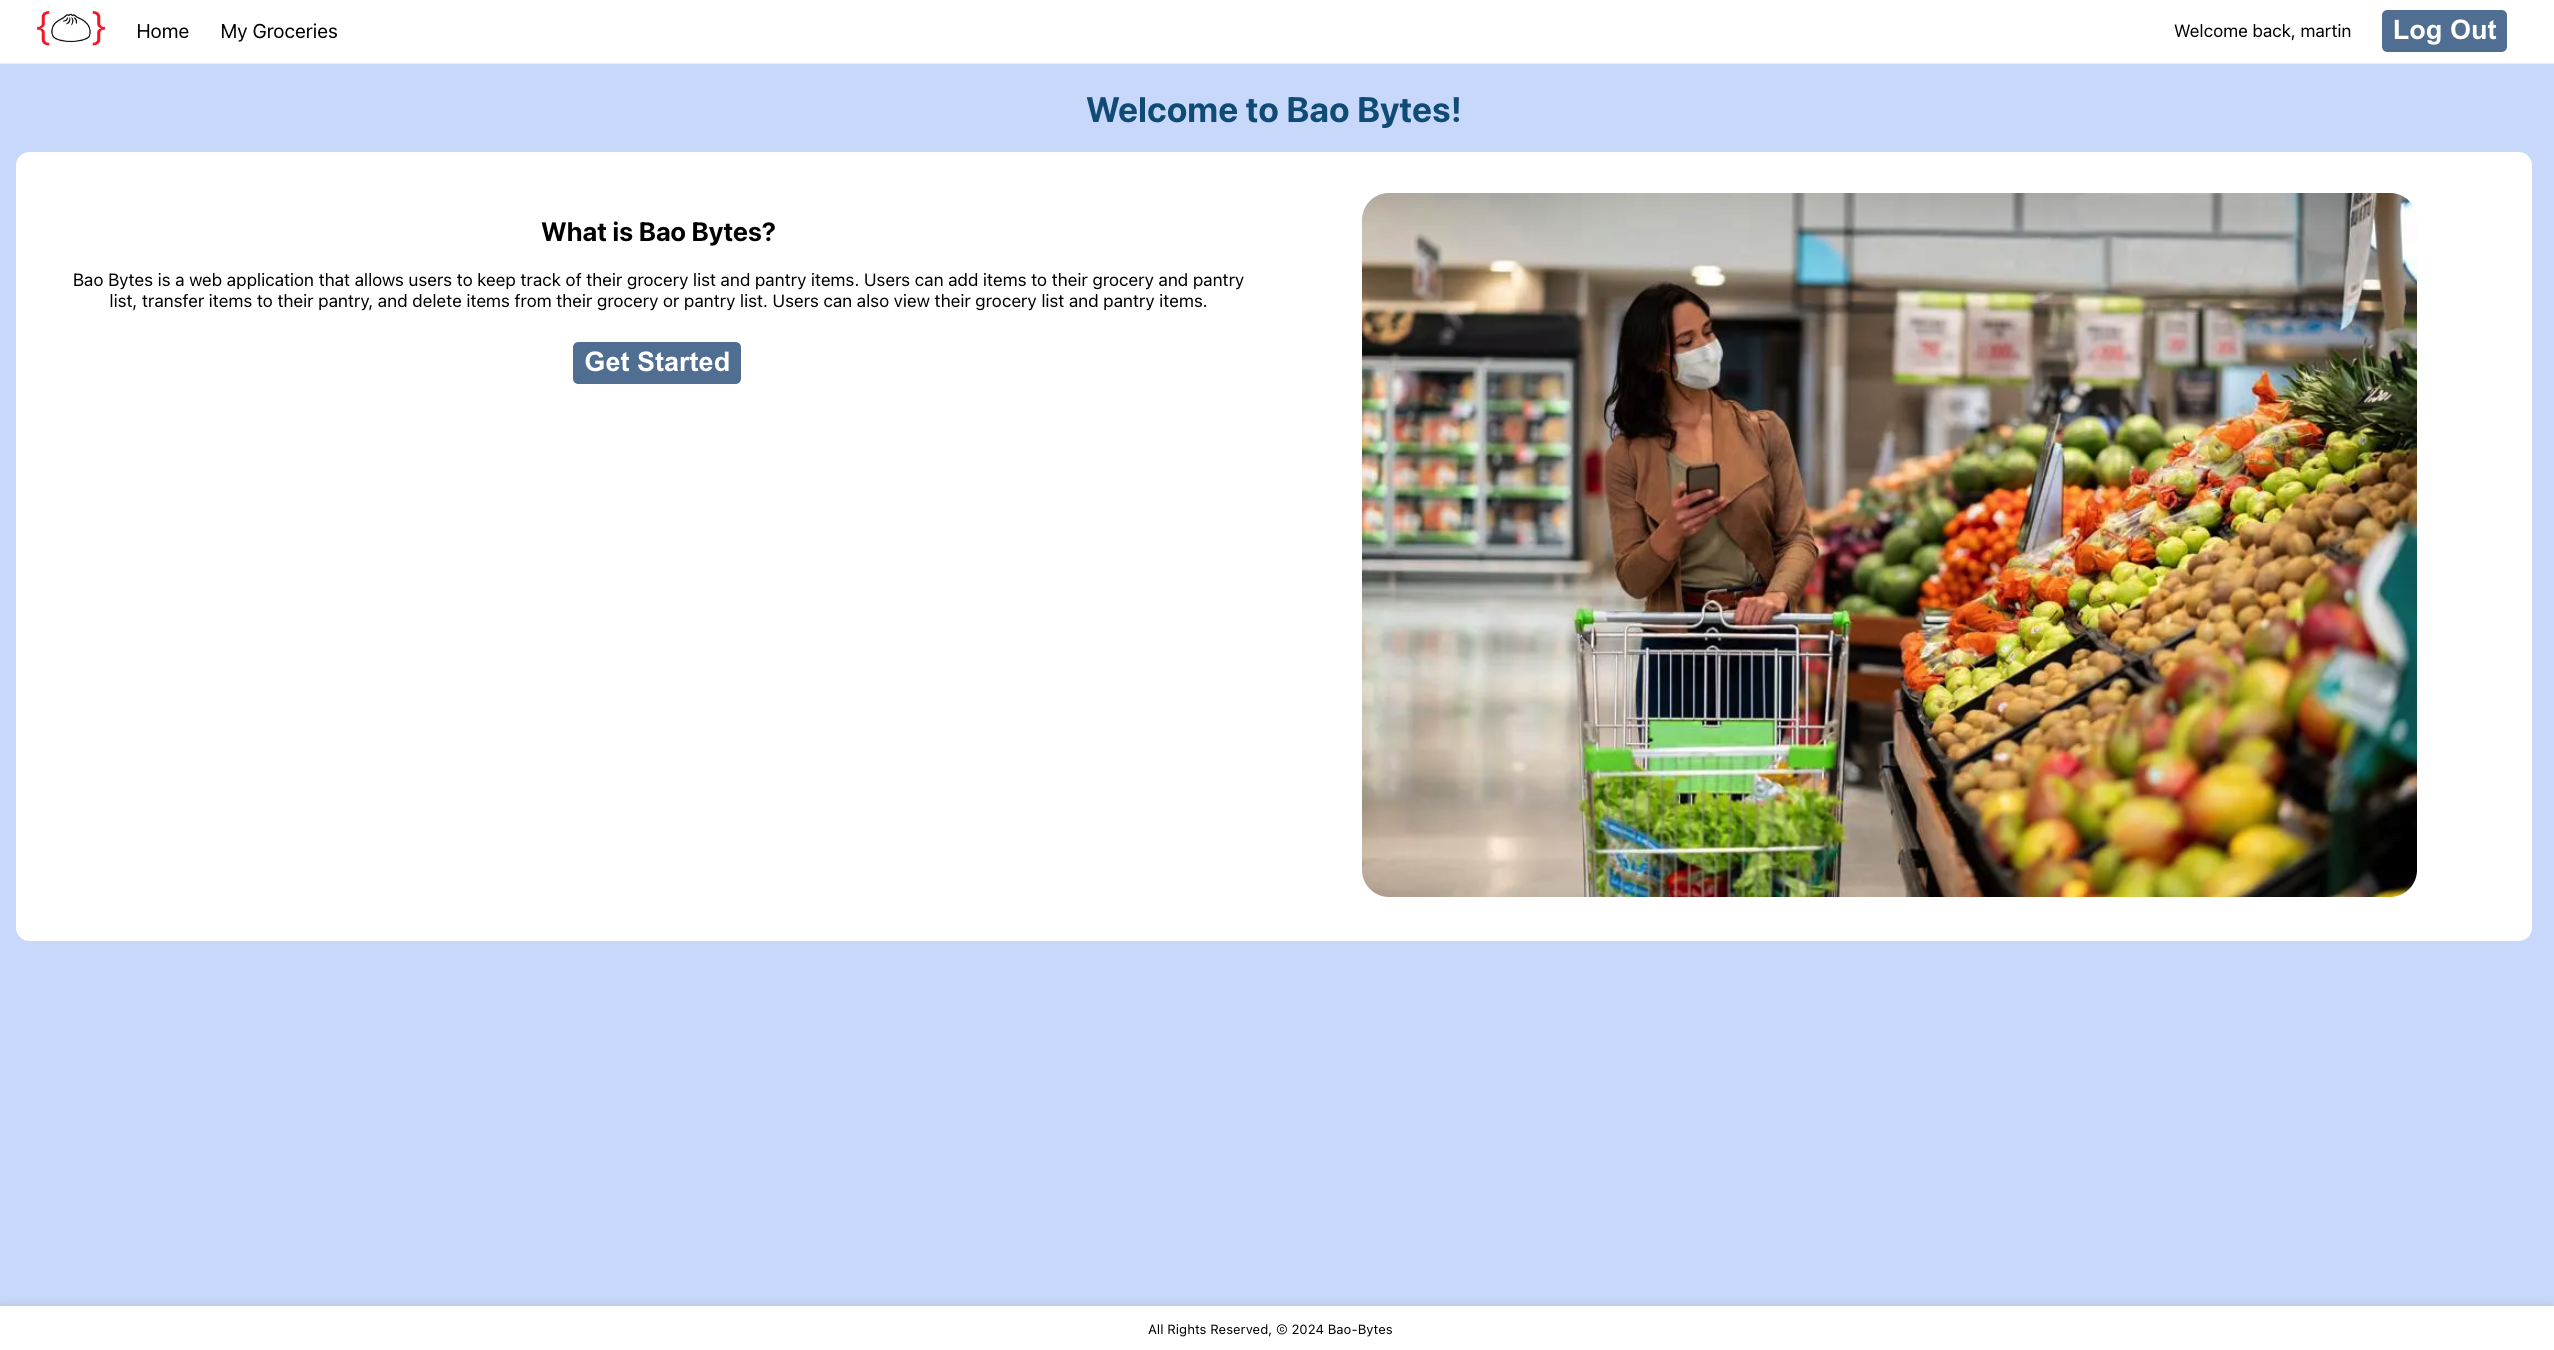 Home My Groceries Welcome back, martin Log Out
Welcome to Bao Bytes!
What is Bao Bytes?
Bao Bytes is a web application that allows users to keep track of their grocery list and pantry items. Users can add items to their grocery and pantry
list, transfer items to their pantry, and delete items from their grocery or pantry list. Users can also view their grocery list and pantry items.
Get Started
All Rights Reserved, © 2024 Bao-Bytes